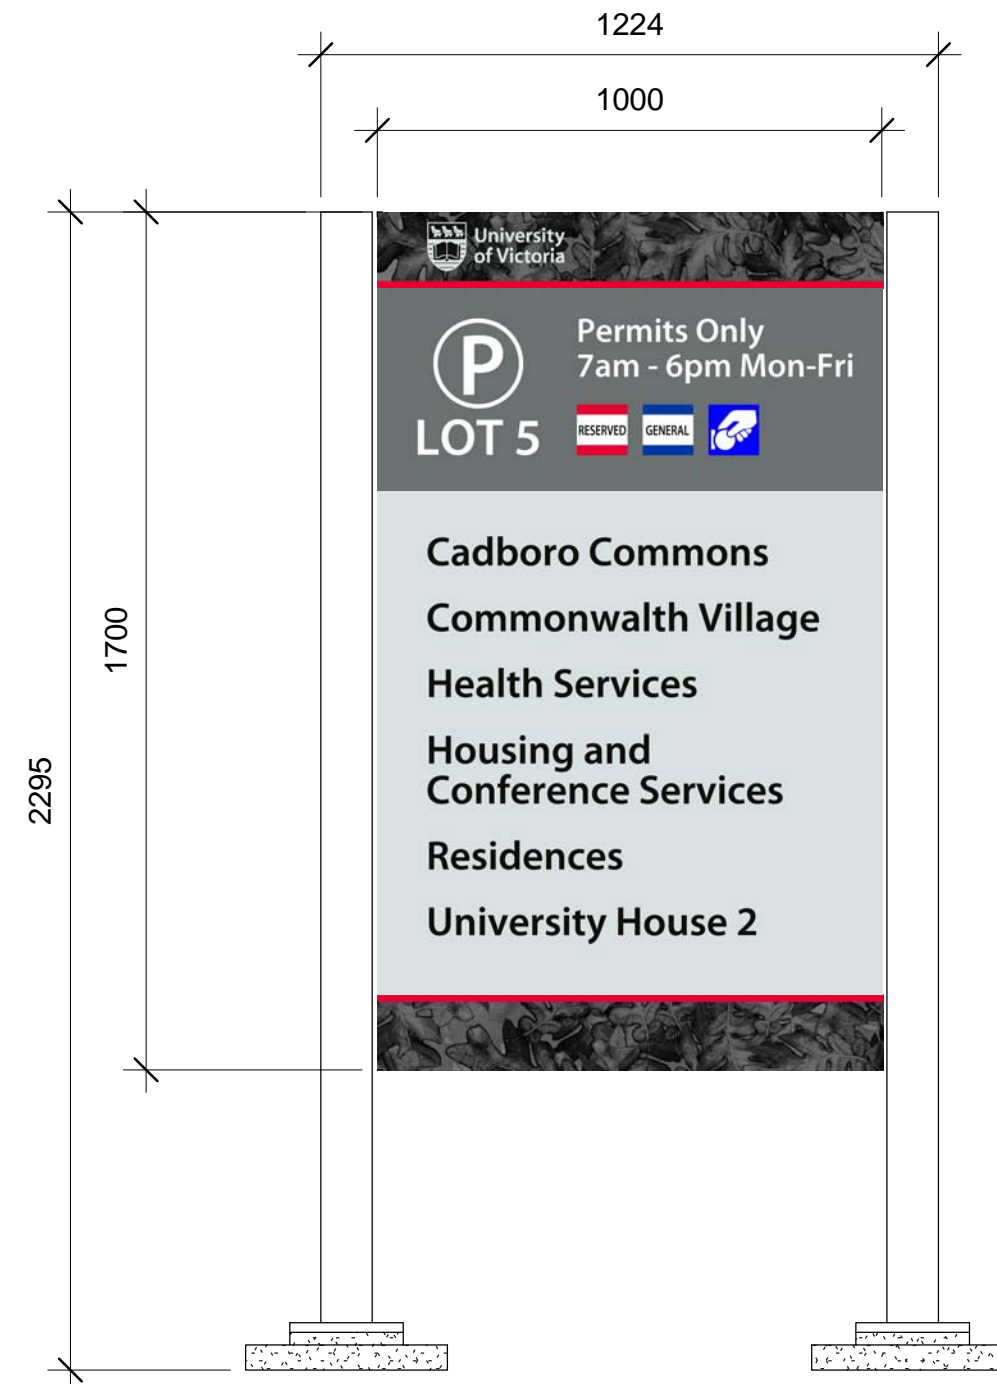 1224
1000
University
of Victoria
P
LOT 5
Permits Only
7am - 6pm Mon-Fri
RESERVED
GENERAL
Cadboro Commons
Commonwalth Village
Health Services
Housing and
Conference Services
Residences
University House 2
1700
2295